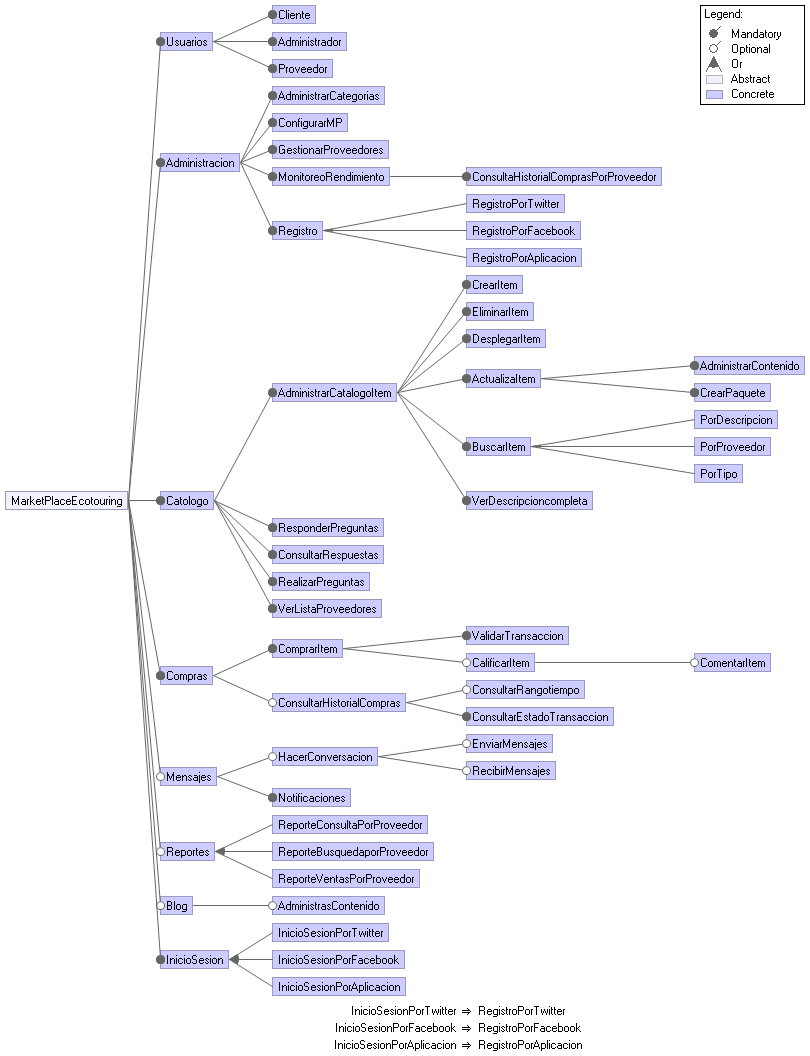 Legend:
Mandatory
Optional
Or
Abstract
Concrete
Cliente
Usuarios
Administrador
Proveedor
AdministrarCategorias
ConfigurarMP
GestionarProveedores
Administracion
MonitoreoRendimiento
ConsultaHistorialComprasPorProveedor
RegistroPorTwitter
Registro
RegistroPorFacebook
RegistroPorAplicacion
CrearItem
EliminarItem
DesplegarItem
AdministrarContenido
ActualizaItem
CrearPaquete
AdministrarCatalogoItem
PorDescripcion
BuscarItem
PorProveedor
PorTipo
MarketPlaceEcotouring
Catologo
VerDescripcioncompleta
ResponderPreguntas
ConsultarRespuestas
RealizarPreguntas
VerListaProveedores
ValidarTransaccion
ComprarItem
CalificarItem
ComentarItem
Compras
ConsultarRangotiempo
ConsultarHistorialCompras
ConsultarEstadoTransaccion
EnviarMensajes
HacerConversacion
RecibirMensajes
Mensajes
Notificaciones
ReporteConsultaPorProveedor
Reportes
ReporteBusquedaporProveedor
ReporteVentasPorProveedor
Blog
AdministrasContenido
InicioSesionPorTwitter
InicioSesion
InicioSesionPorFacebook
InicioSesionPorAplicacion
InicioSesionPorTwitter ⇒ RegistroPorTwitter
InicioSesionPorFacebook ⇒ RegistroPorFacebook
InicioSesionPorAplicacion ⇒ RegistroPorAplicacion